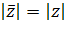 |z̄| = |z|